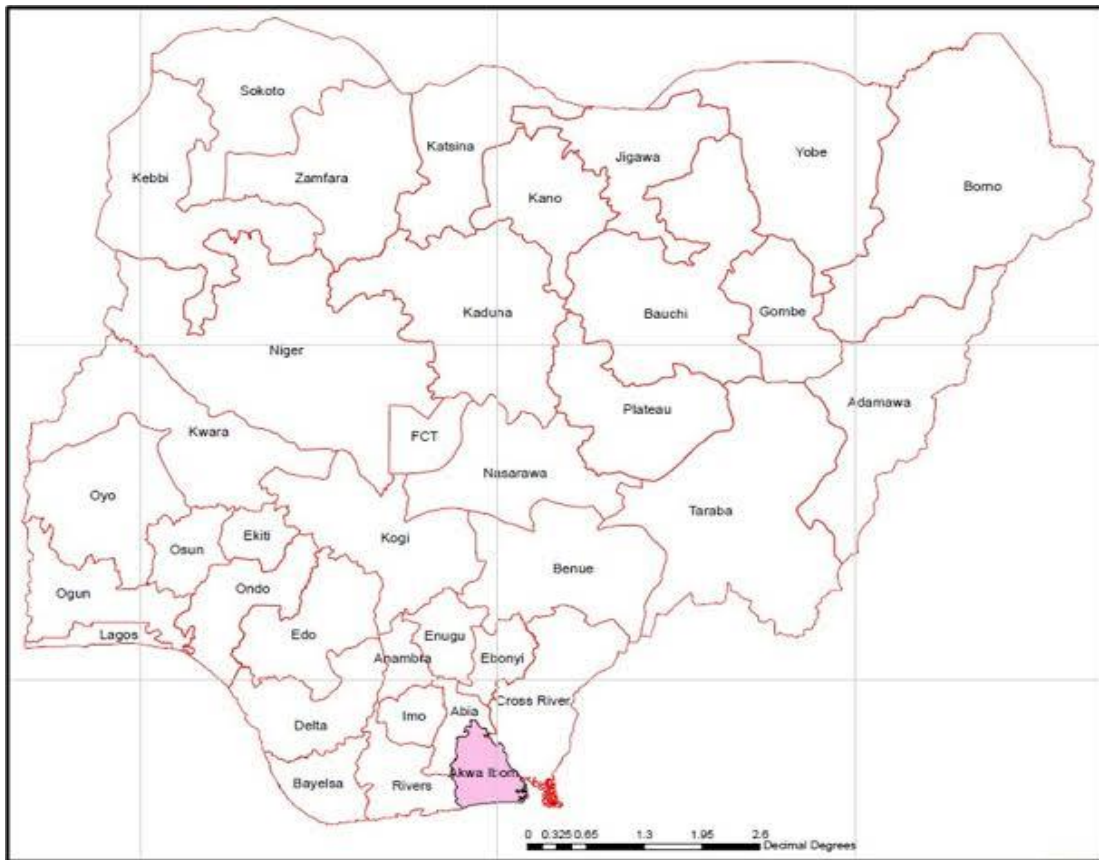 Sokoto
Katsina
Jigawa
Yobe
Kebbi
Zamfara
Kano
Borno
Kaduna
Bauchi
Gombe
Niger
Plateau
Adamawa
Kwara
FCT
Nasarawa
Oyo
Taraba
Osun
Ekiti
Kogi
Benue
Ogun
Ondo
Lagos
Edo
Enugu
Anambra
Ebonyi
Cross River
Delta
Imo
Abia
Bayelsa
Rivers
Akwa Ibom
0 0.325 0.65 1.3 1.95 2.6
Decimal Degrees